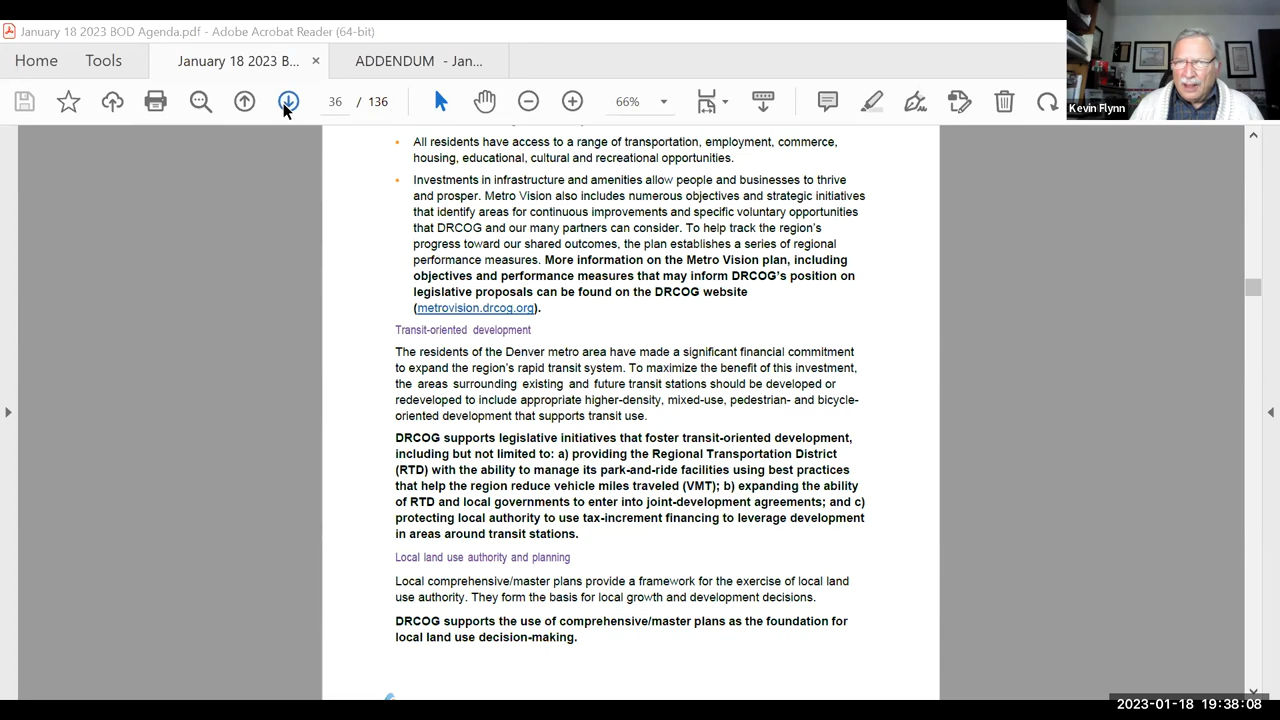 January 18 2023 BOD Agenda.pdf - Adobe Acrobat Reader (64-bit)
Home Tools January 18 2023 B... × ADDENDUM - Jan...
36 / 136 66%
Kevin Flynn
• All residents have access to a range of transportation, employment, commerce,
housing, educational, cultural and recreational opportunities.
• Investments in infrastructure and amenities allow people and businesses to thrive
and prosper. Metro Vision also includes numerous objectives and strategic initiatives
that identify areas for continuous improvements and specific voluntary opportunities
that DRCOG and our many partners can consider. To help track the region's
progress toward our shared outcomes, the plan establishes a series of regional
performance measures. More information on the Metro Vision plan, including
objectives and performance measures that may inform DRCOG's position on
legislative proposals can be found on the DRCOG website
(metrovision.drcog.org).
Transit-oriented development
The residents of the Denver metro area have made a significant financial commitment
to expand the region's rapid transit system. To maximize the benefit of this investment,
the areas surrounding existing and future transit stations should be developed or
redeveloped to include appropriate higher-density, mixed-use, pedestrian- and bicycle-
oriented development that supports transit use.
DRCOG supports legislative initiatives that foster transit-oriented development,
including but not limited to: a) providing the Regional Transportation District
(RTD) with the ability to manage its park-and-ride facilities using best practices
that help the region reduce vehicle miles traveled (VMT); b) expanding the ability
of RTD and local governments to enter into joint-development agreements; and c)
protecting local authority to use tax-increment financing to leverage development
in areas around transit stations.
Local land use authority and planning
Local comprehensive/master plans provide a framework for the exercise of local land
use authority. They form the basis for local growth and development decisions.
DRCOG supports the use of comprehensive/master plans as the foundation for
local land use decision-making.
2023-01-18 19:38:08